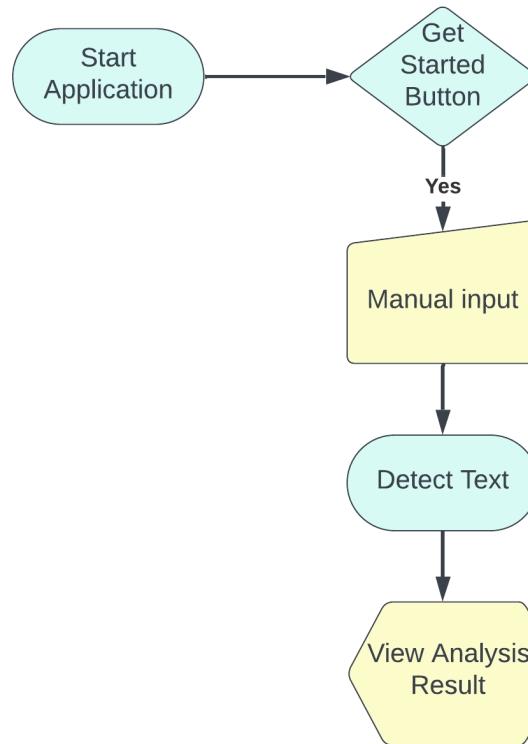 Start
Application
Get
Started
Button
Yes
Manual input
Detect Text
View Analysis
Result